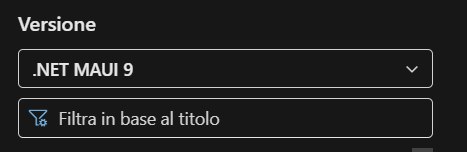 Versione
.NET MAUI 9
Filtra in base al titolo